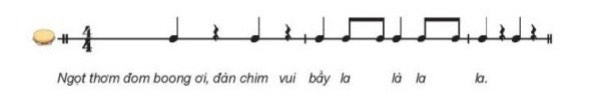 4
4
Ngọt thơm đom boong ơi, đàn chim vui bầy la là la la.